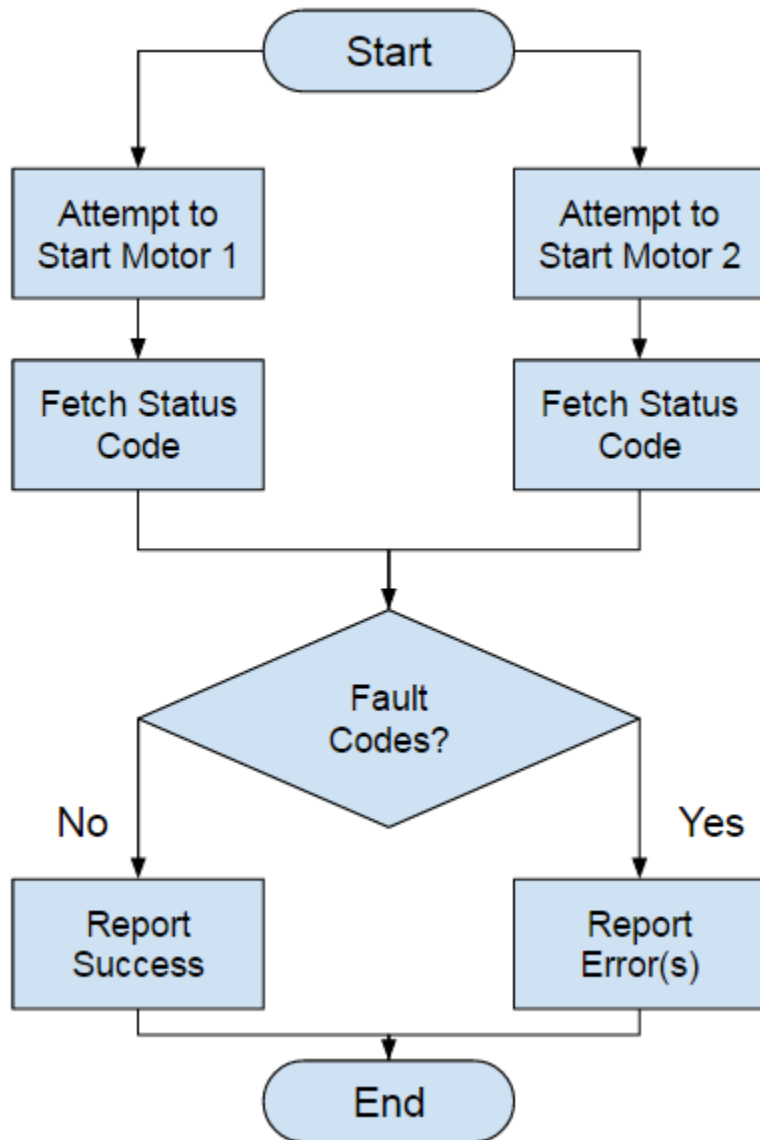 Start
Attempt to
Start Motor 1
Attempt to
Start Motor 2
Fetch Status
Code
Fetch Status
Code
Fault
Codes?
No
Yes
Report
Success
Report
Error(s)
End